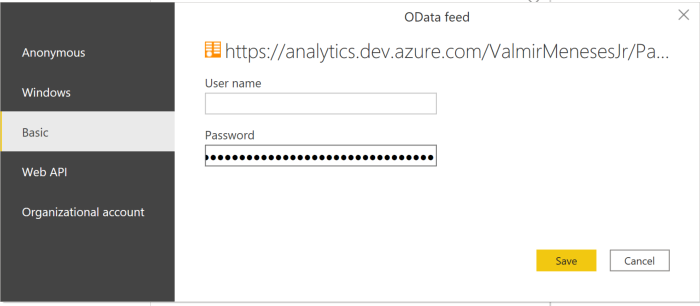 OData feed
Anonymous
Windows
Basic
Web API
Organizational account
https://analytics.dev.azure.com/ValmirMenesesJr/Pa...
User name
Password
Save
Cancel